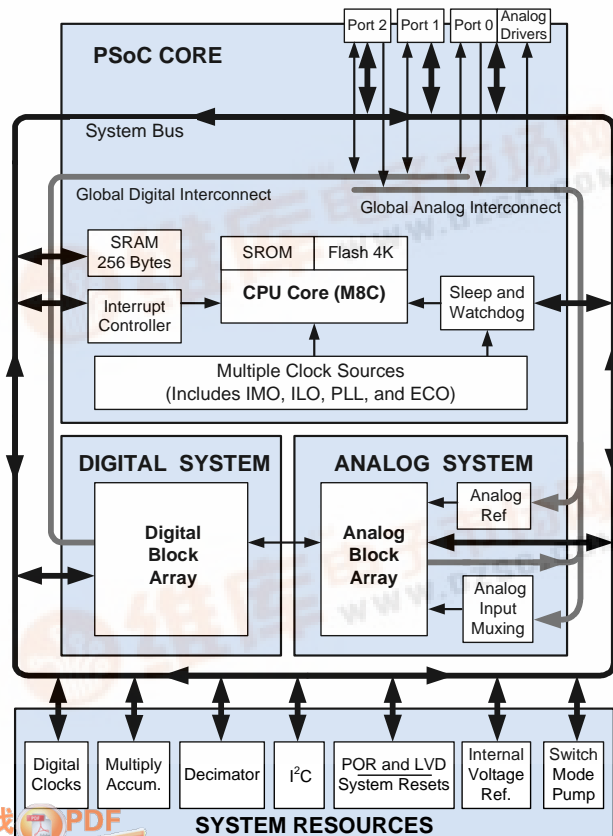 Port 2 Port 1 Port 0 Analog Drivers
PSoC CORE
System Bus
Global Digital Interconnect
Global Analog Interconnect
SRAM
256 Bytes
SROM
Flash 4K
CPU Core (M8C)
Interrupt
Controller
Sleep and
Watchdog
Multiple Clock Sources
(Includes IMO, ILO, PLL, and ECO)
DIGITAL SYSTEM
Digital
Block
Array
ANALOG SYSTEM
Analog
Block
Array
Analog
Ref
Analog
Input
Muxing
Digital
Clocks
Multiply
Accum.
Decimator
I²C
POR and LVD
System Resets
Internal
Voltage
Ref.
Switch
Mode
Pump
SYSTEM RESOURCES
PDF